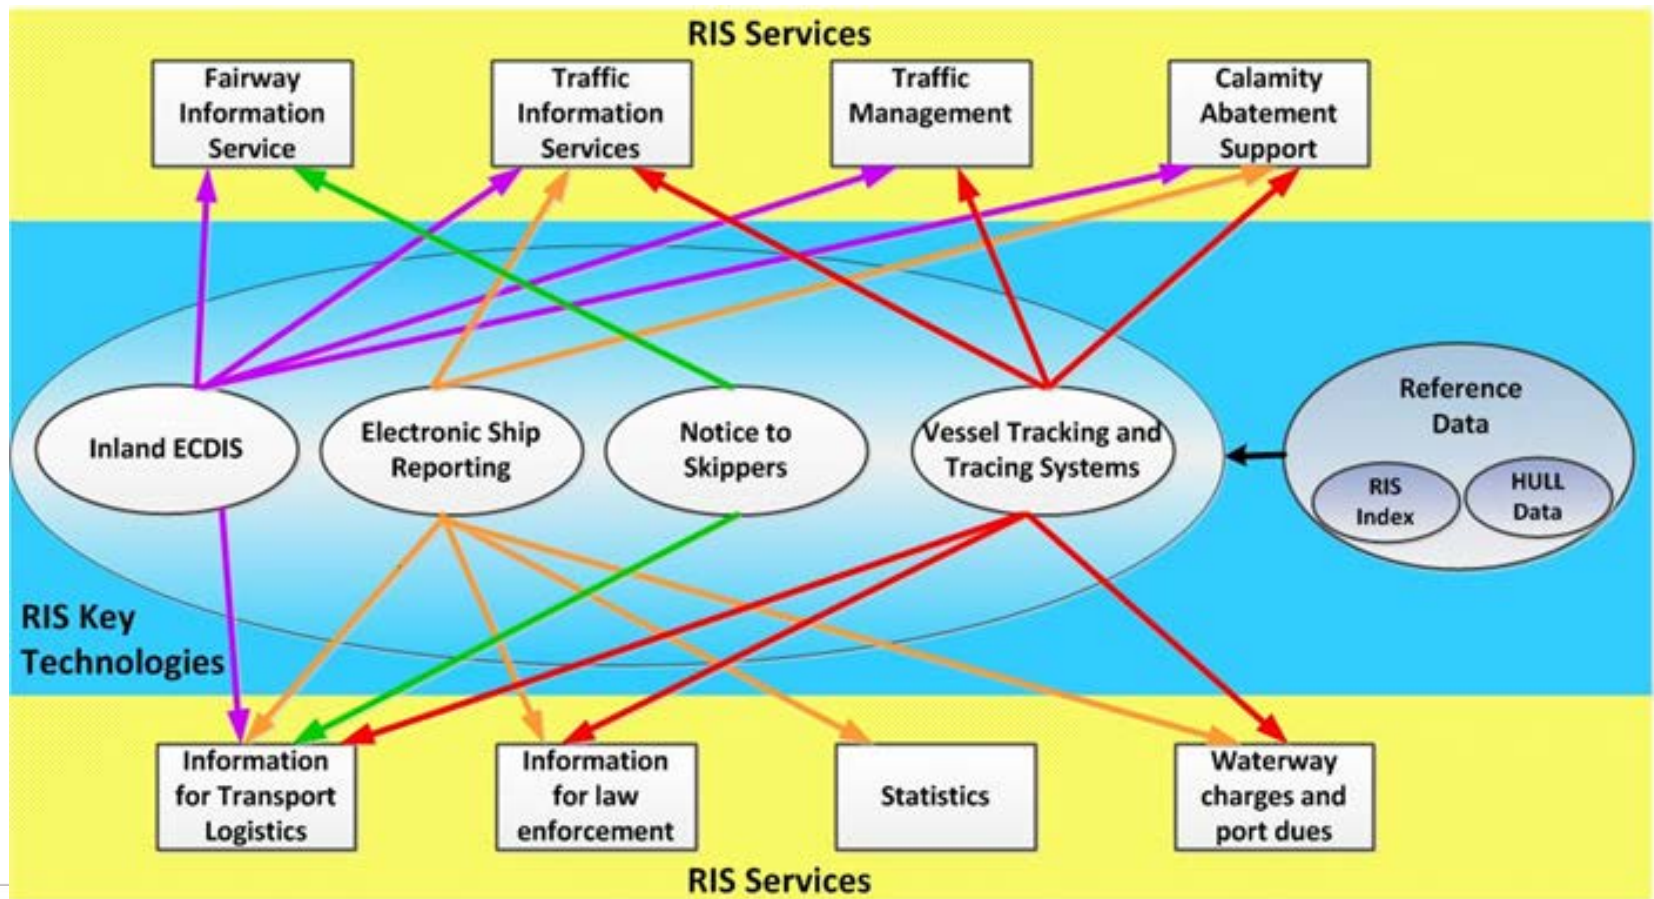 RIS Services
Fairway
Information
Service
Traffic
Information
Services
Traffic
Management
Calamity
Abatement
Support
Inland ECDIS
Electronic Ship
Reporting
Notice to
Skippers
Vessel Tracking and
Tracing Systems
Reference
Data
RIS
Index
HULL
Data
RIS Key
Technologies
Information
for Transport
Logistics
Information
for law
enforcement
Statistics
Waterway
charges and
port dues
RIS Services